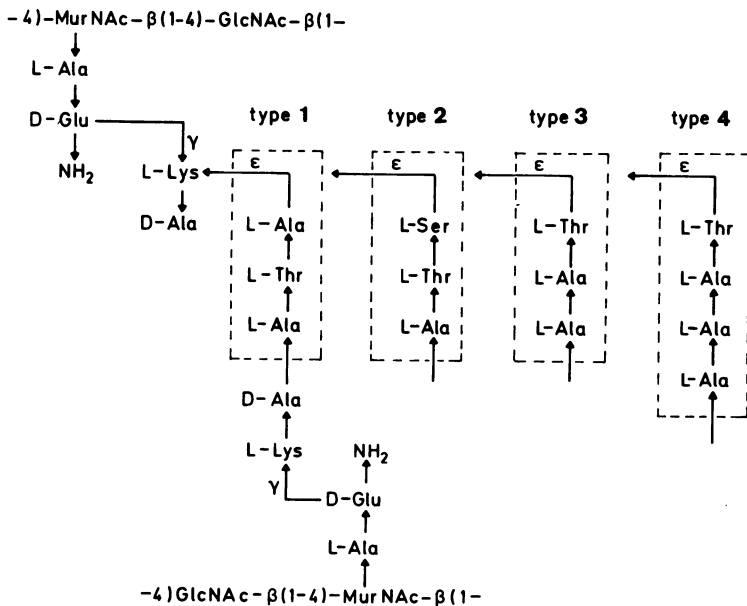 -4)-MurNAc-β(1-4)-GlcNAc-β(1-
L-Ala
D-Glu
type 1 type 2 type 3 type 4
γ
NH₂ L-Lys ε ε ε ε
D-Ala L-Ala L-Ser L-Thr L-Thr
L-Thr L-Thr L-Ala L-Ala
L-Ala L-Ala L-Ala L-Ala
L-Ala
D-Ala
L-Lys NH₂
γ D-Glu
L-Ala
-4)GlcNAc-β(1-4)-MurNAc-β(1-